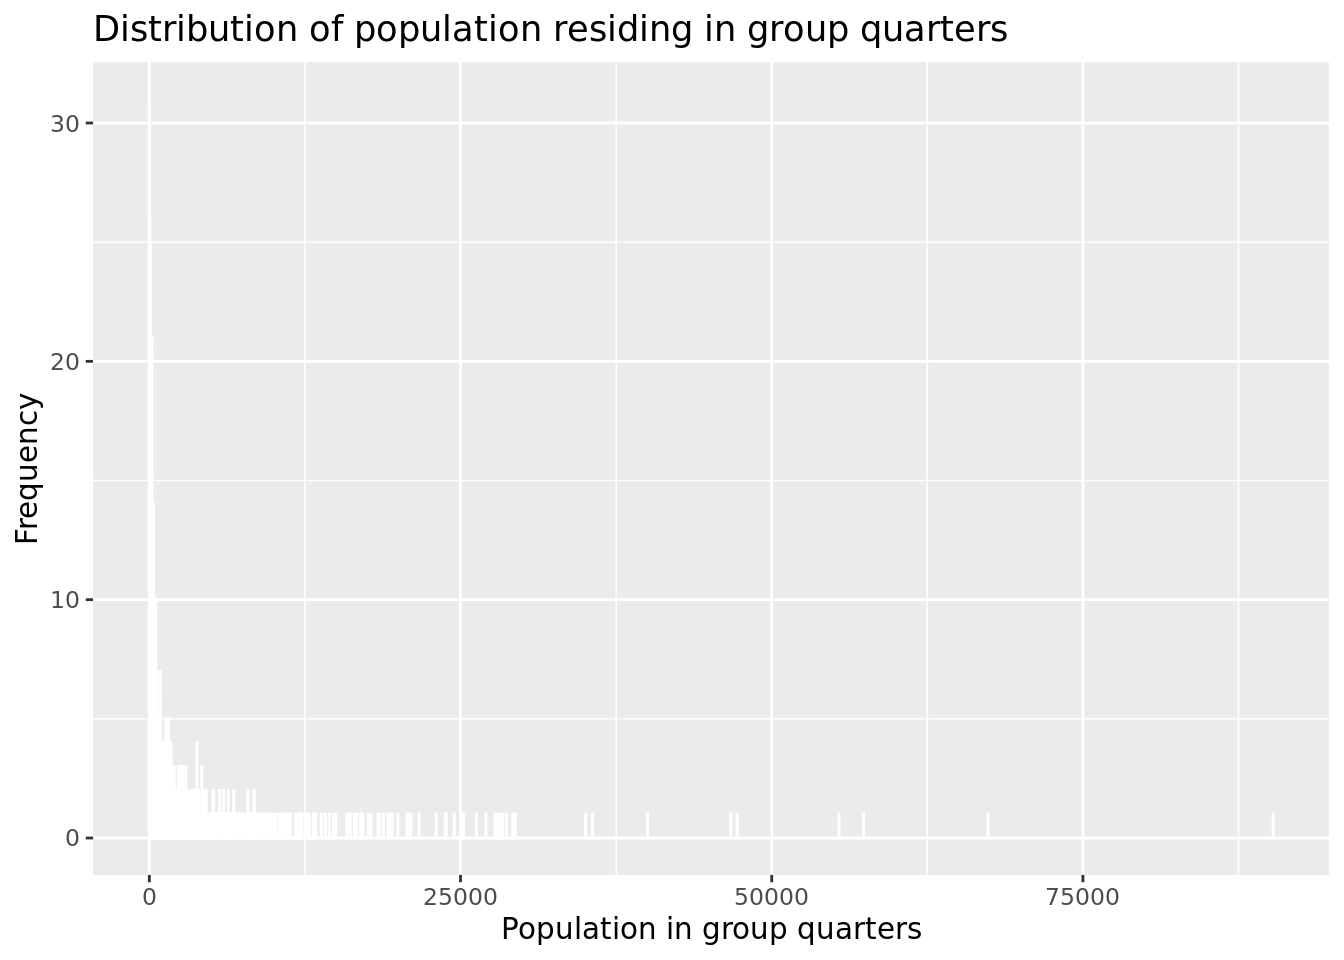 Distribution of population residing in group quarters
30
20
10
0
Frequency
0 25000 50000 75000
Population in group quarters